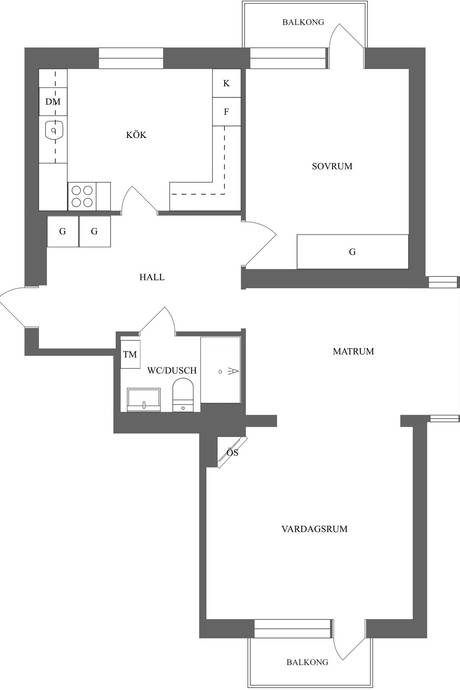 BALKONG
K
DM
F
KÖK
SOVRUM
G
G
G
HALL
MATRUM
TM
WC/DUSCH
ÖS
VARDAGSRUM
BALKONG